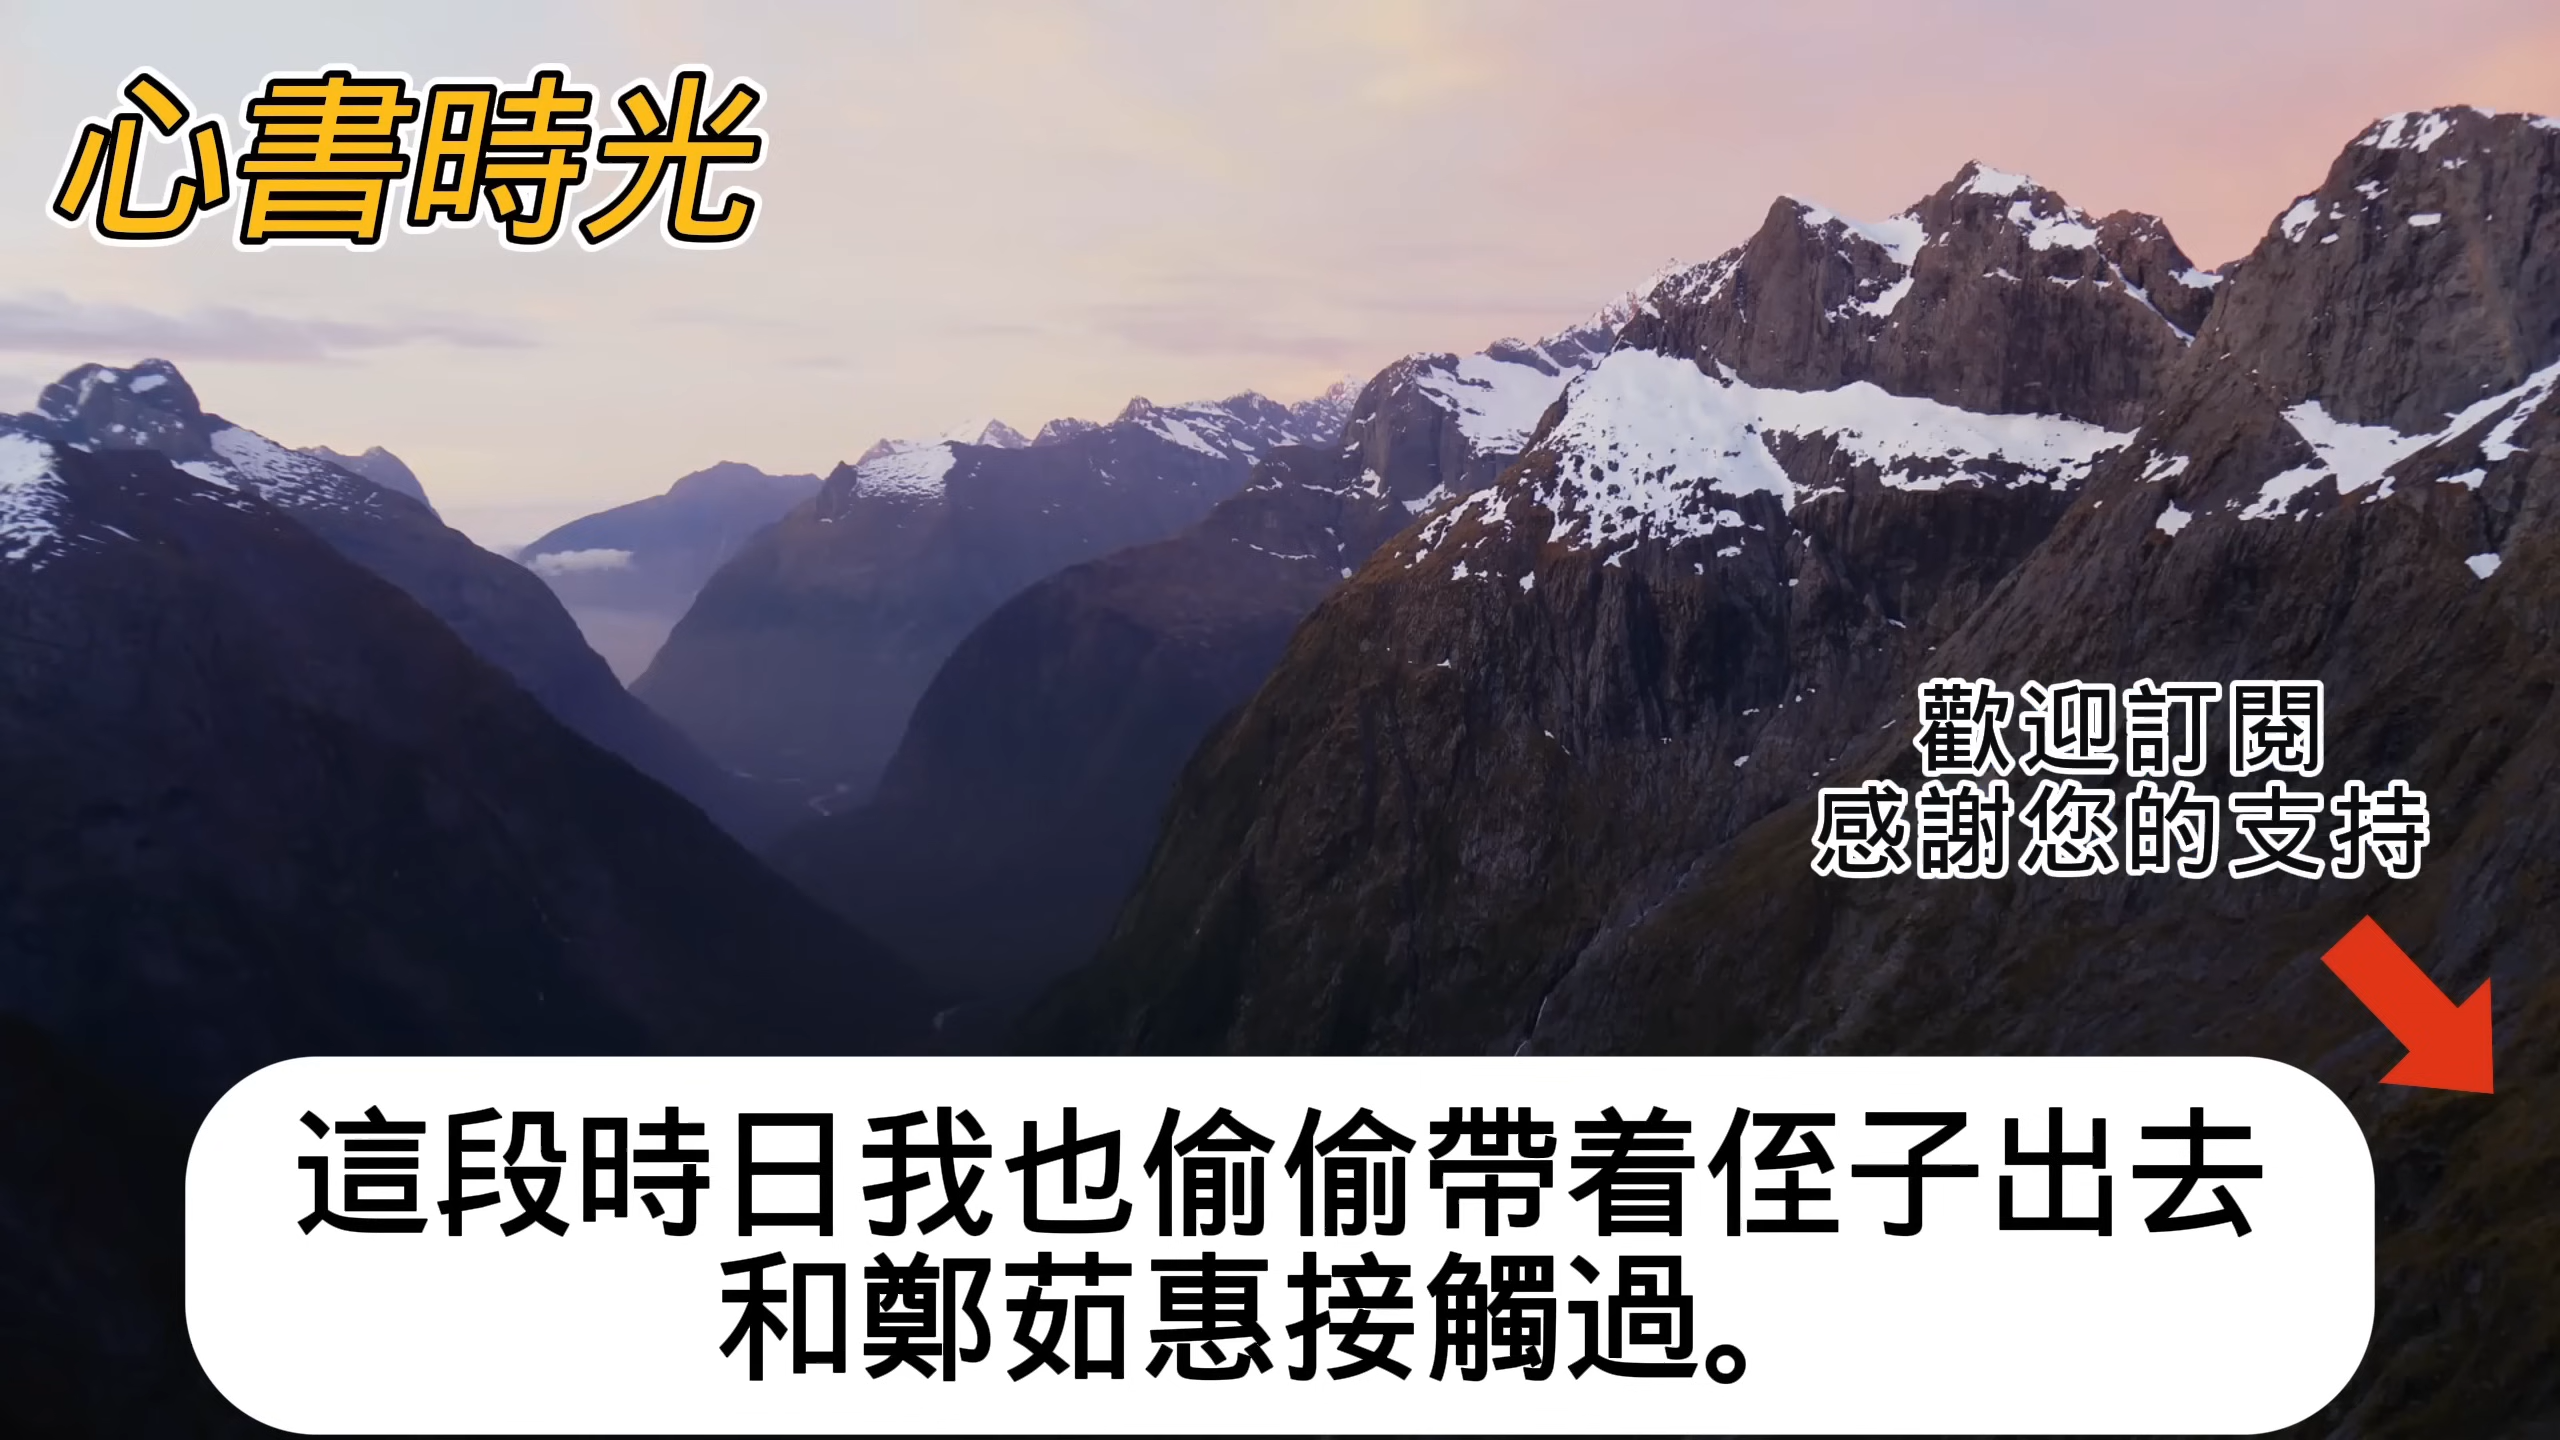 心書時光
歡迎訂閱
感謝您的支持
這段時日我也偷偷帶着侄子出去
和鄭茹惠接觸過。